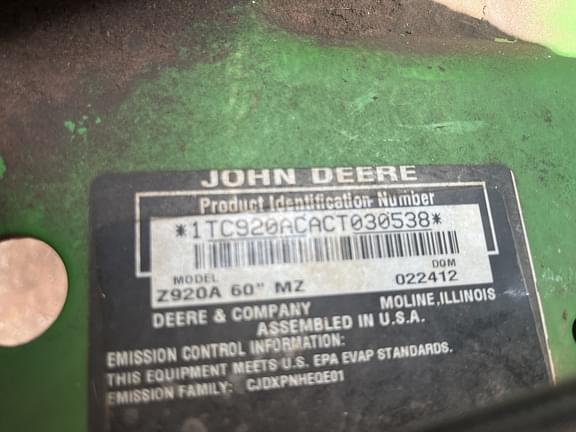 JOHN DEERE
Product Identification Number
*1TC920ACACT030538*
MODEL DOM
Z920A 60" MZ 022412
DEERE & COMPANY MOLINE,ILLINOIS
ASSEMBLED IN U.S.A.
EMISSION CONTROL INFORMATION:
THIS EQUIPMENT MEETS U.S. EPA EVAP STANDARDS.
EMISSION FAMILY: CJDXPNHEQE01